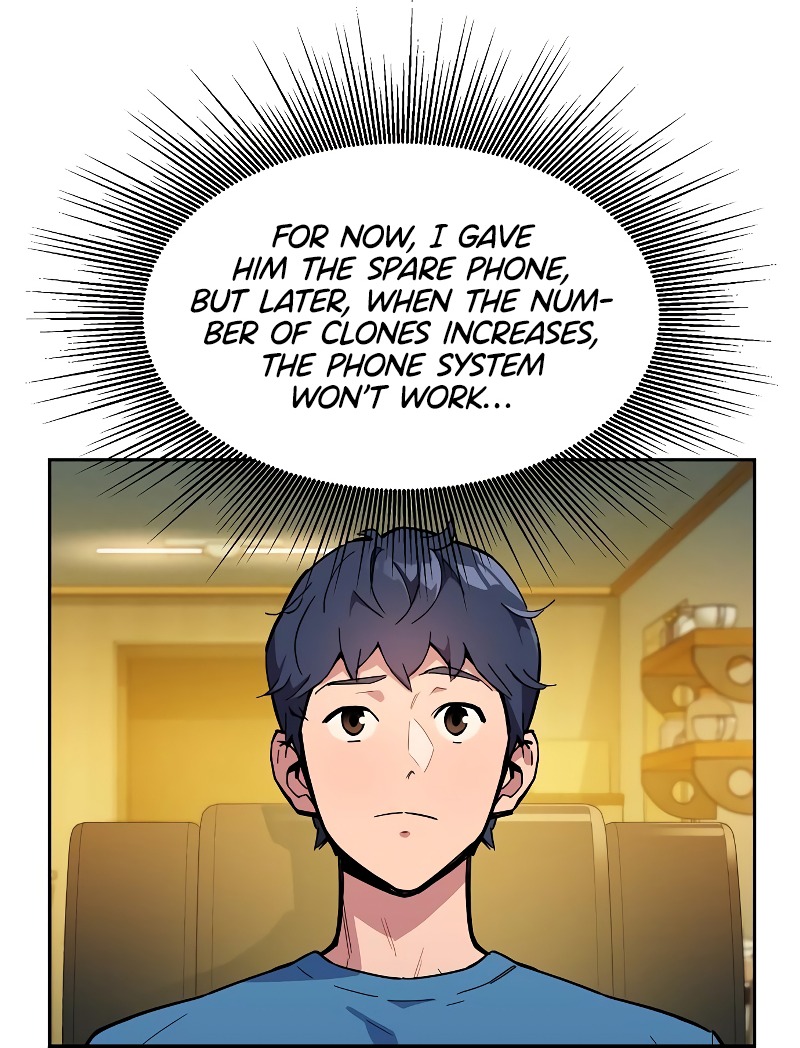 FOR NOW, I GAVE
HIM THE SPARE PHONE,
BUT LATER, WHEN THE NUM-
BER OF CLONES INCREASES,
THE PHONE SYSTEM
WON'T WORK...